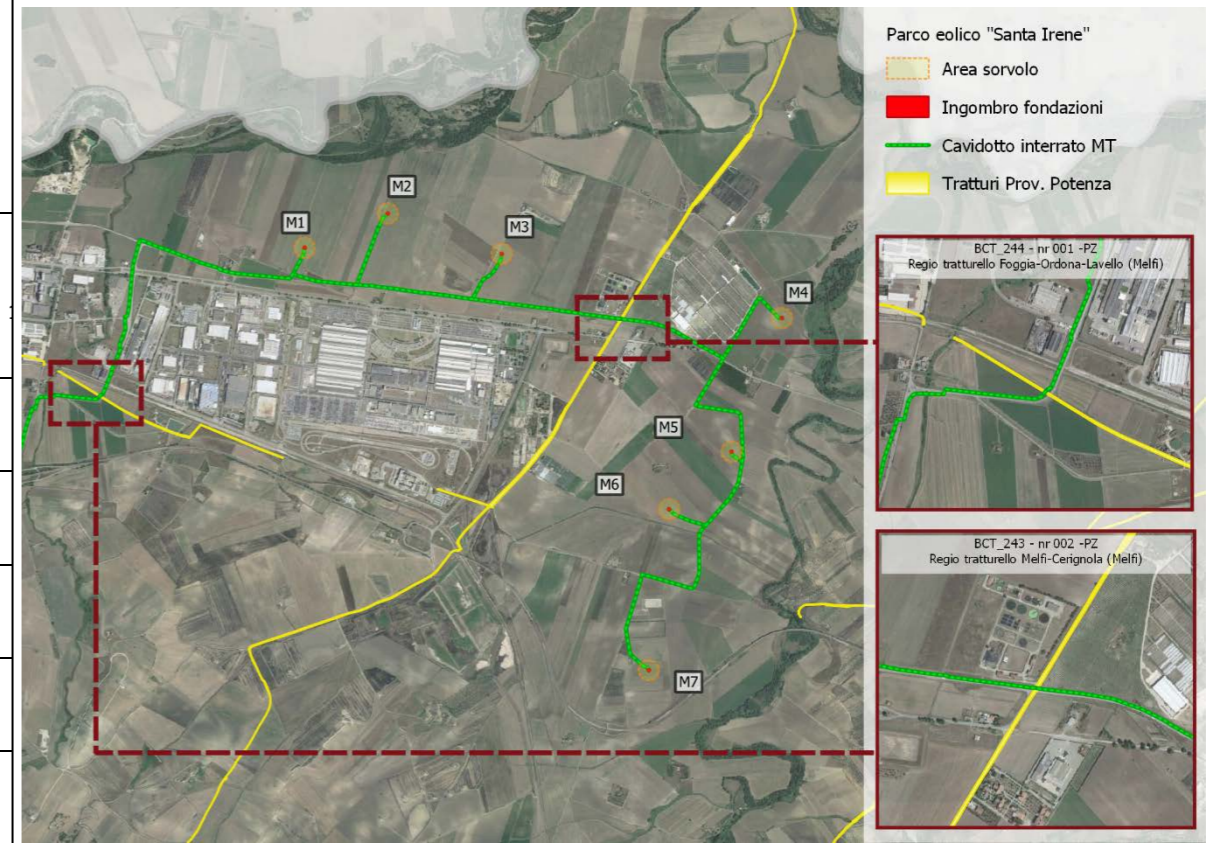 Parco eolico "Santa Irene"
Area sorvolo
Ingombro fondazioni
Cavidotto interrato MT
Tratturi Prov. Potenza
M1
M2
M3
M4
M5
M6
M7
BCT_244 - nr 001 -PZ
Regio tratturello Foggia-Ordona-Lavello (Melfi)
BCT_243 - nr 002 -PZ
Regio tratturello Melfi-Cerignola (Melfi)